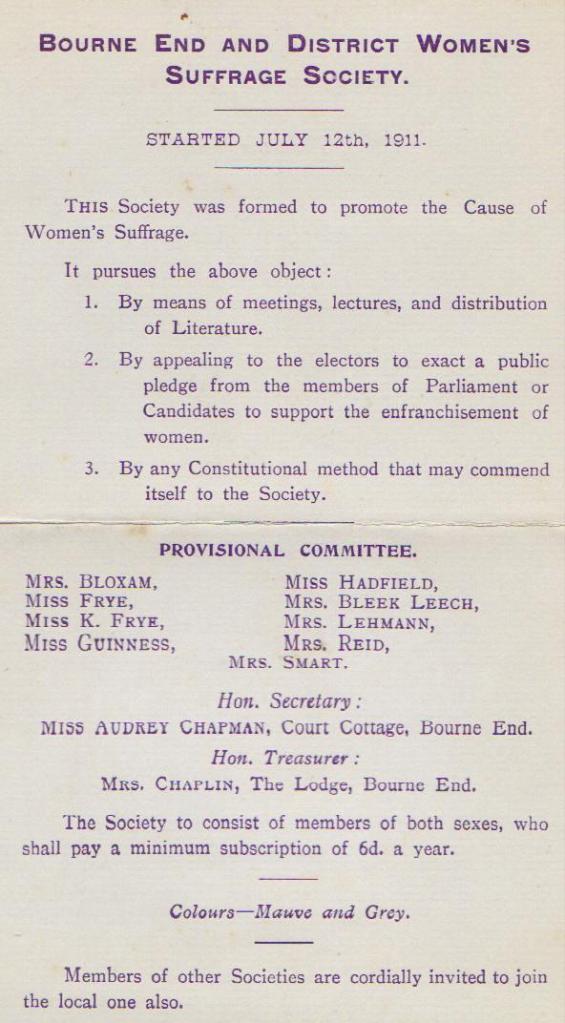 BOURNE END AND DISTRICT WOMEN'S
SUFFRAGE SOCIETY.
STARTED JULY 12th, 1911.
THIS Society was formed to promote the Cause of
Women's Suffrage.
It pursues the above object:
1. By means of meetings, lectures, and distribution
of Literature.
2. By appealing to the electors to exact a public
pledge from the members of Parliament or
Candidates to support the enfranchisement of
women.
3. By any Constitutional method that may commend
itself to the Society.
PROVISIONAL COMMITTEE.
MRS. BLOXAM, MISS HADFIELD,
MISS FRYE, MRS. BLEEK LEECH,
MISS K. FRYE, MRS. LEHMANN,
MISS GUINNESS, MRS. REID,
MRS. SMART.
Hon. Secretary:
MISS AUDREY CHAPMAN, Court Cottage, Bourne End.
Hon. Treasurer:
MRS. CHAPLIN, The Lodge, Bourne End.
The Society to consist of members of both sexes, who
shall pay a minimum subscription of 6d. a year.
Colours—Mauve and Grey.
Members of other Societies are cordially invited to join
the local one also.